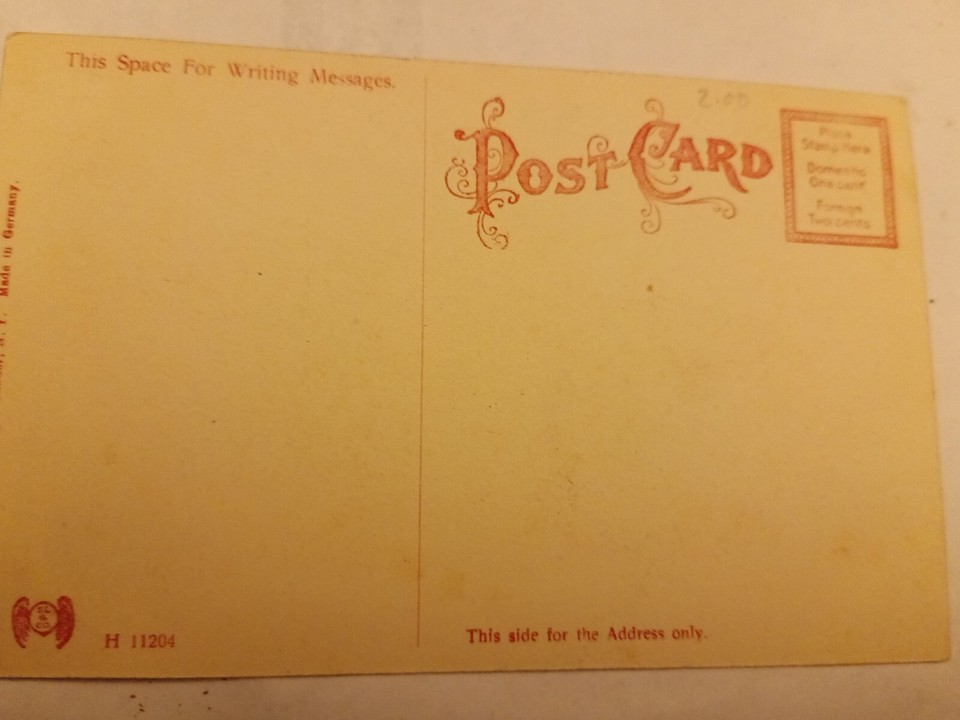 This Space For Writing Messages.
2.00
POST CARD
Place
Stamp Here
Domestic
One cent
Foreign
Two cents
N. Y. Made in Germany.
H 11204
This side for the Address only.